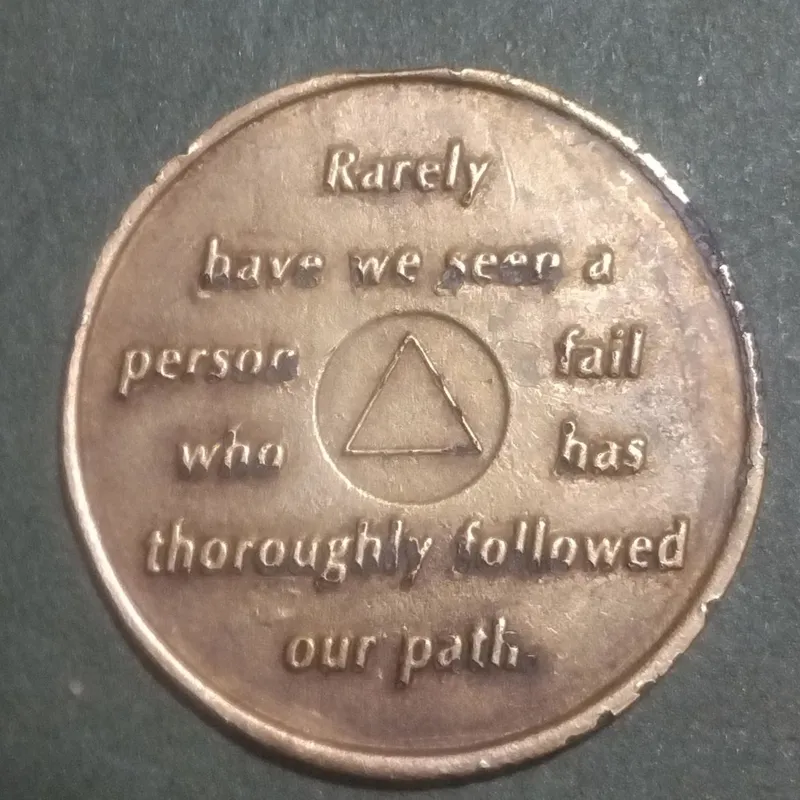 Rarely
have we seen a
person fail
who has
thoroughly followed
our path.